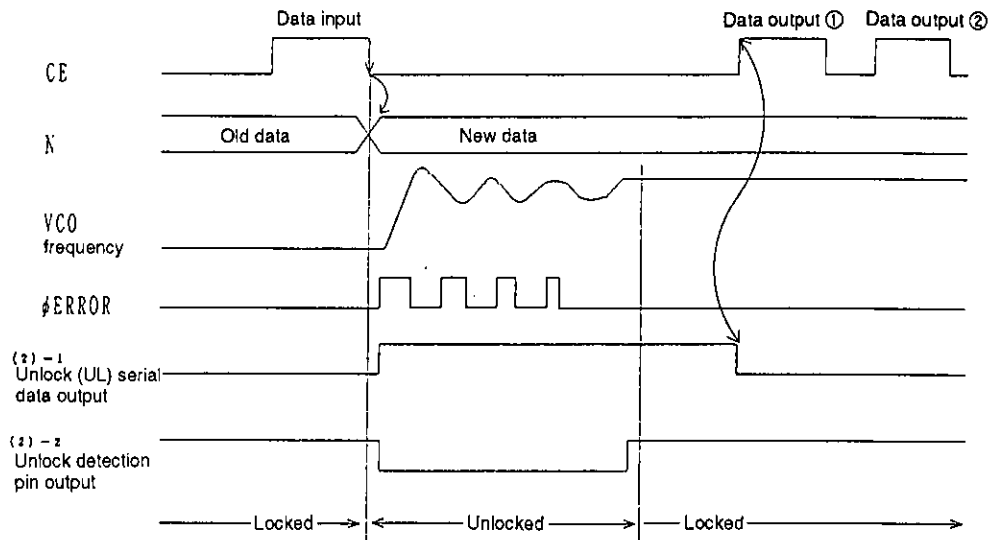 Data input
Data output ①
Data output ②
CE
N
Old data
New data
VCO
frequency
φERROR
(2)-1
Unlock (UL) serial
data output
(2)-2
Unlock detection
pin output
Locked
Unlocked
Locked